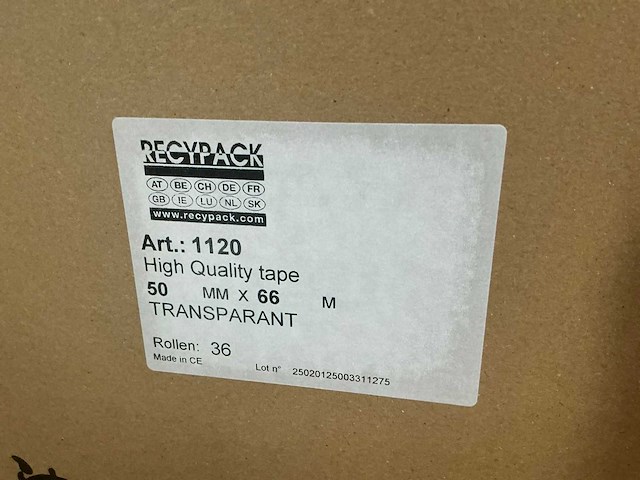 RECYPACK
AT BE CH DE FR
GB IE LU NL SK
www.recypack.com
Art.: 1120
High Quality tape
50 MM X 66 M
TRANSPARANT
Rollen: 36
Made in CE
Lot n° 25020125003311275